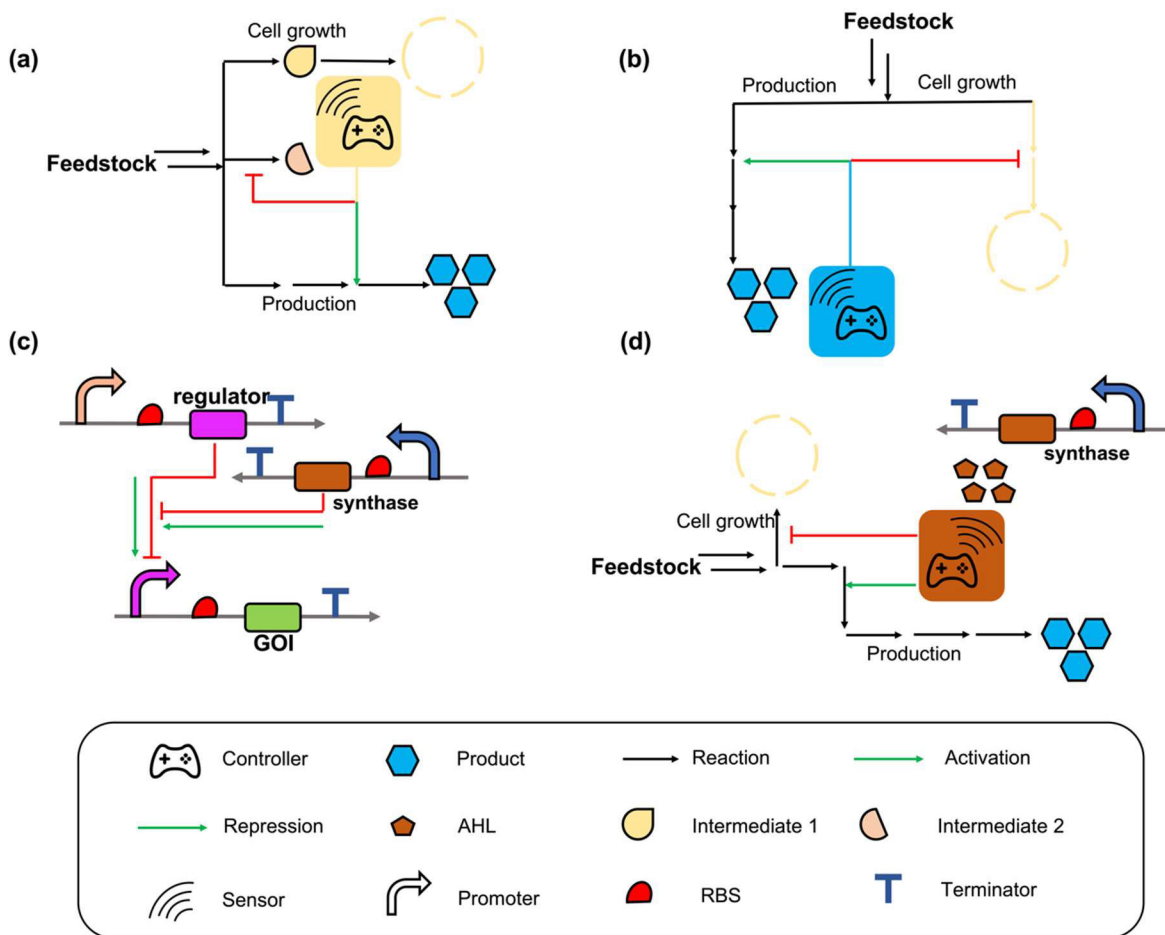 (a)
Cell growth
Feedstock
Production
(b)
Feedstock
Production
Cell growth
(c)
regulator
synthase
GOI
(d)
synthase
Cell growth
Feedstock
Production
Controller
Product
Reaction
Activation
Repression
AHL
Intermediate 1
Intermediate 2
Sensor
Promoter
RBS
Terminator